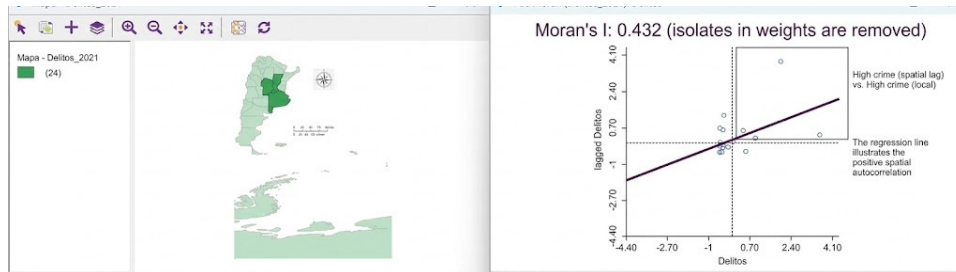 Mapa - Delitos_2021
(24)
Moran's I: 0.432 (isolates in weights are removed)
High crime (spatial lag)
vs. High crime (local)
The regression line
illustrates the
positive spatial
autocorrelation
lagged Delitos
4.10
2.40
0.70
-1
-2.70
-4.40
-4.40 -2.70 -1 0.70 2.40 4.10
Delitos